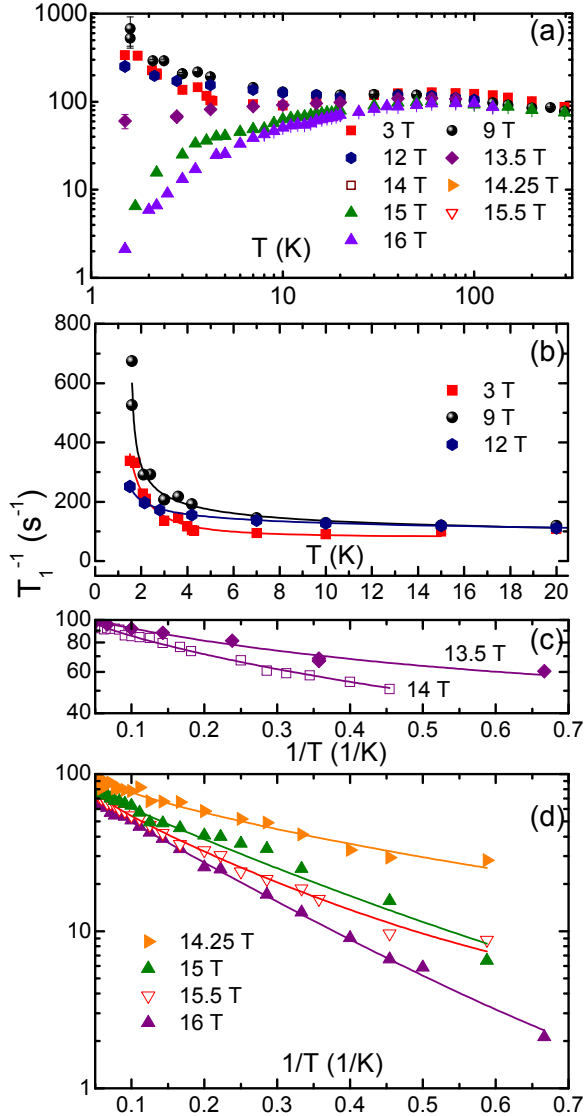 1000
(a)
100
3 T 9 T
12 T 13.5 T
10
14 T 14.25 T
15 T 15.5 T
16 T
T (K)
1
1 10 100
800
(b)
600
3 T
9 T
400
12 T
200
T (K)
0
0 2 4 6 8 10 12 14 16 18 20
T₁⁻¹ (s⁻¹)
100
(c)
80
13.5 T
60
14 T
40
0.1 0.2 0.3 0.4 0.5 0.6 0.7
1/T (1/K)
100
(d)
10
14.25 T
15 T
15.5 T
16 T
1/T (1/K)
1
0.1 0.2 0.3 0.4 0.5 0.6 0.7